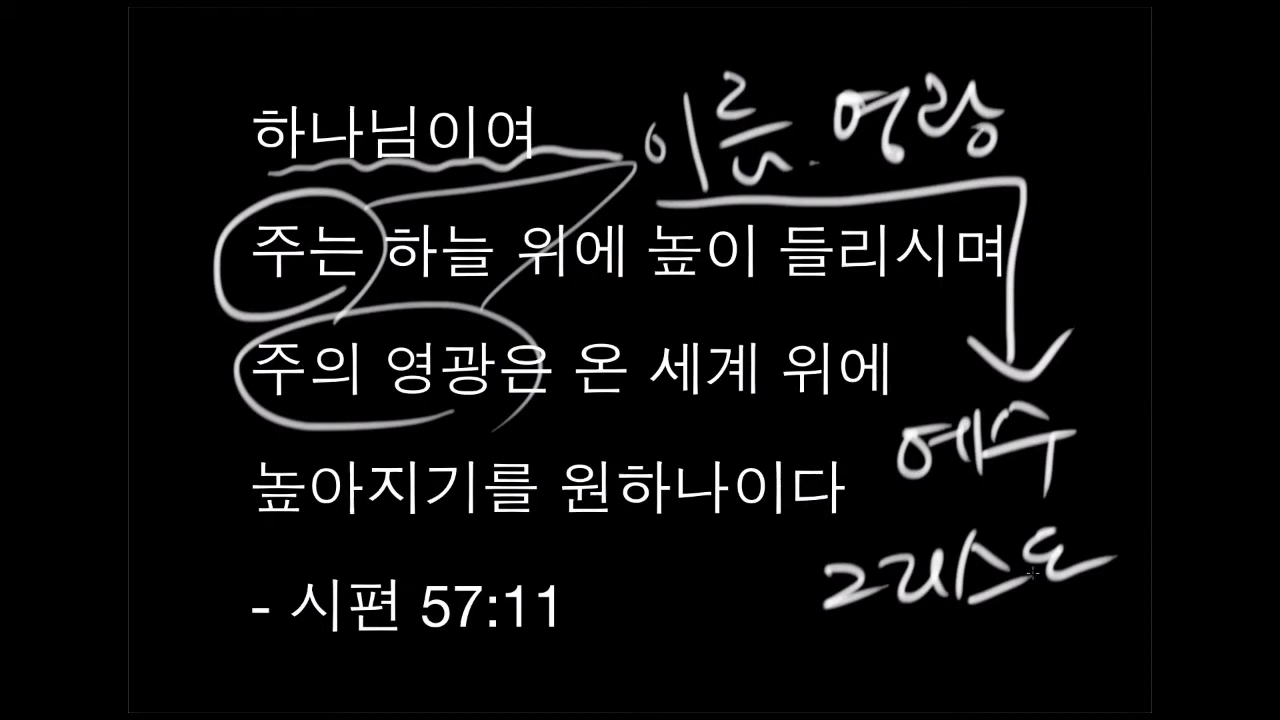 하나님이여
이름. 영광
주는 하늘 위에 높이 들리시며
주의 영광은 온 세계 위에
예수
높아지기를 원하나이다
그리스도
- 시편 57:11